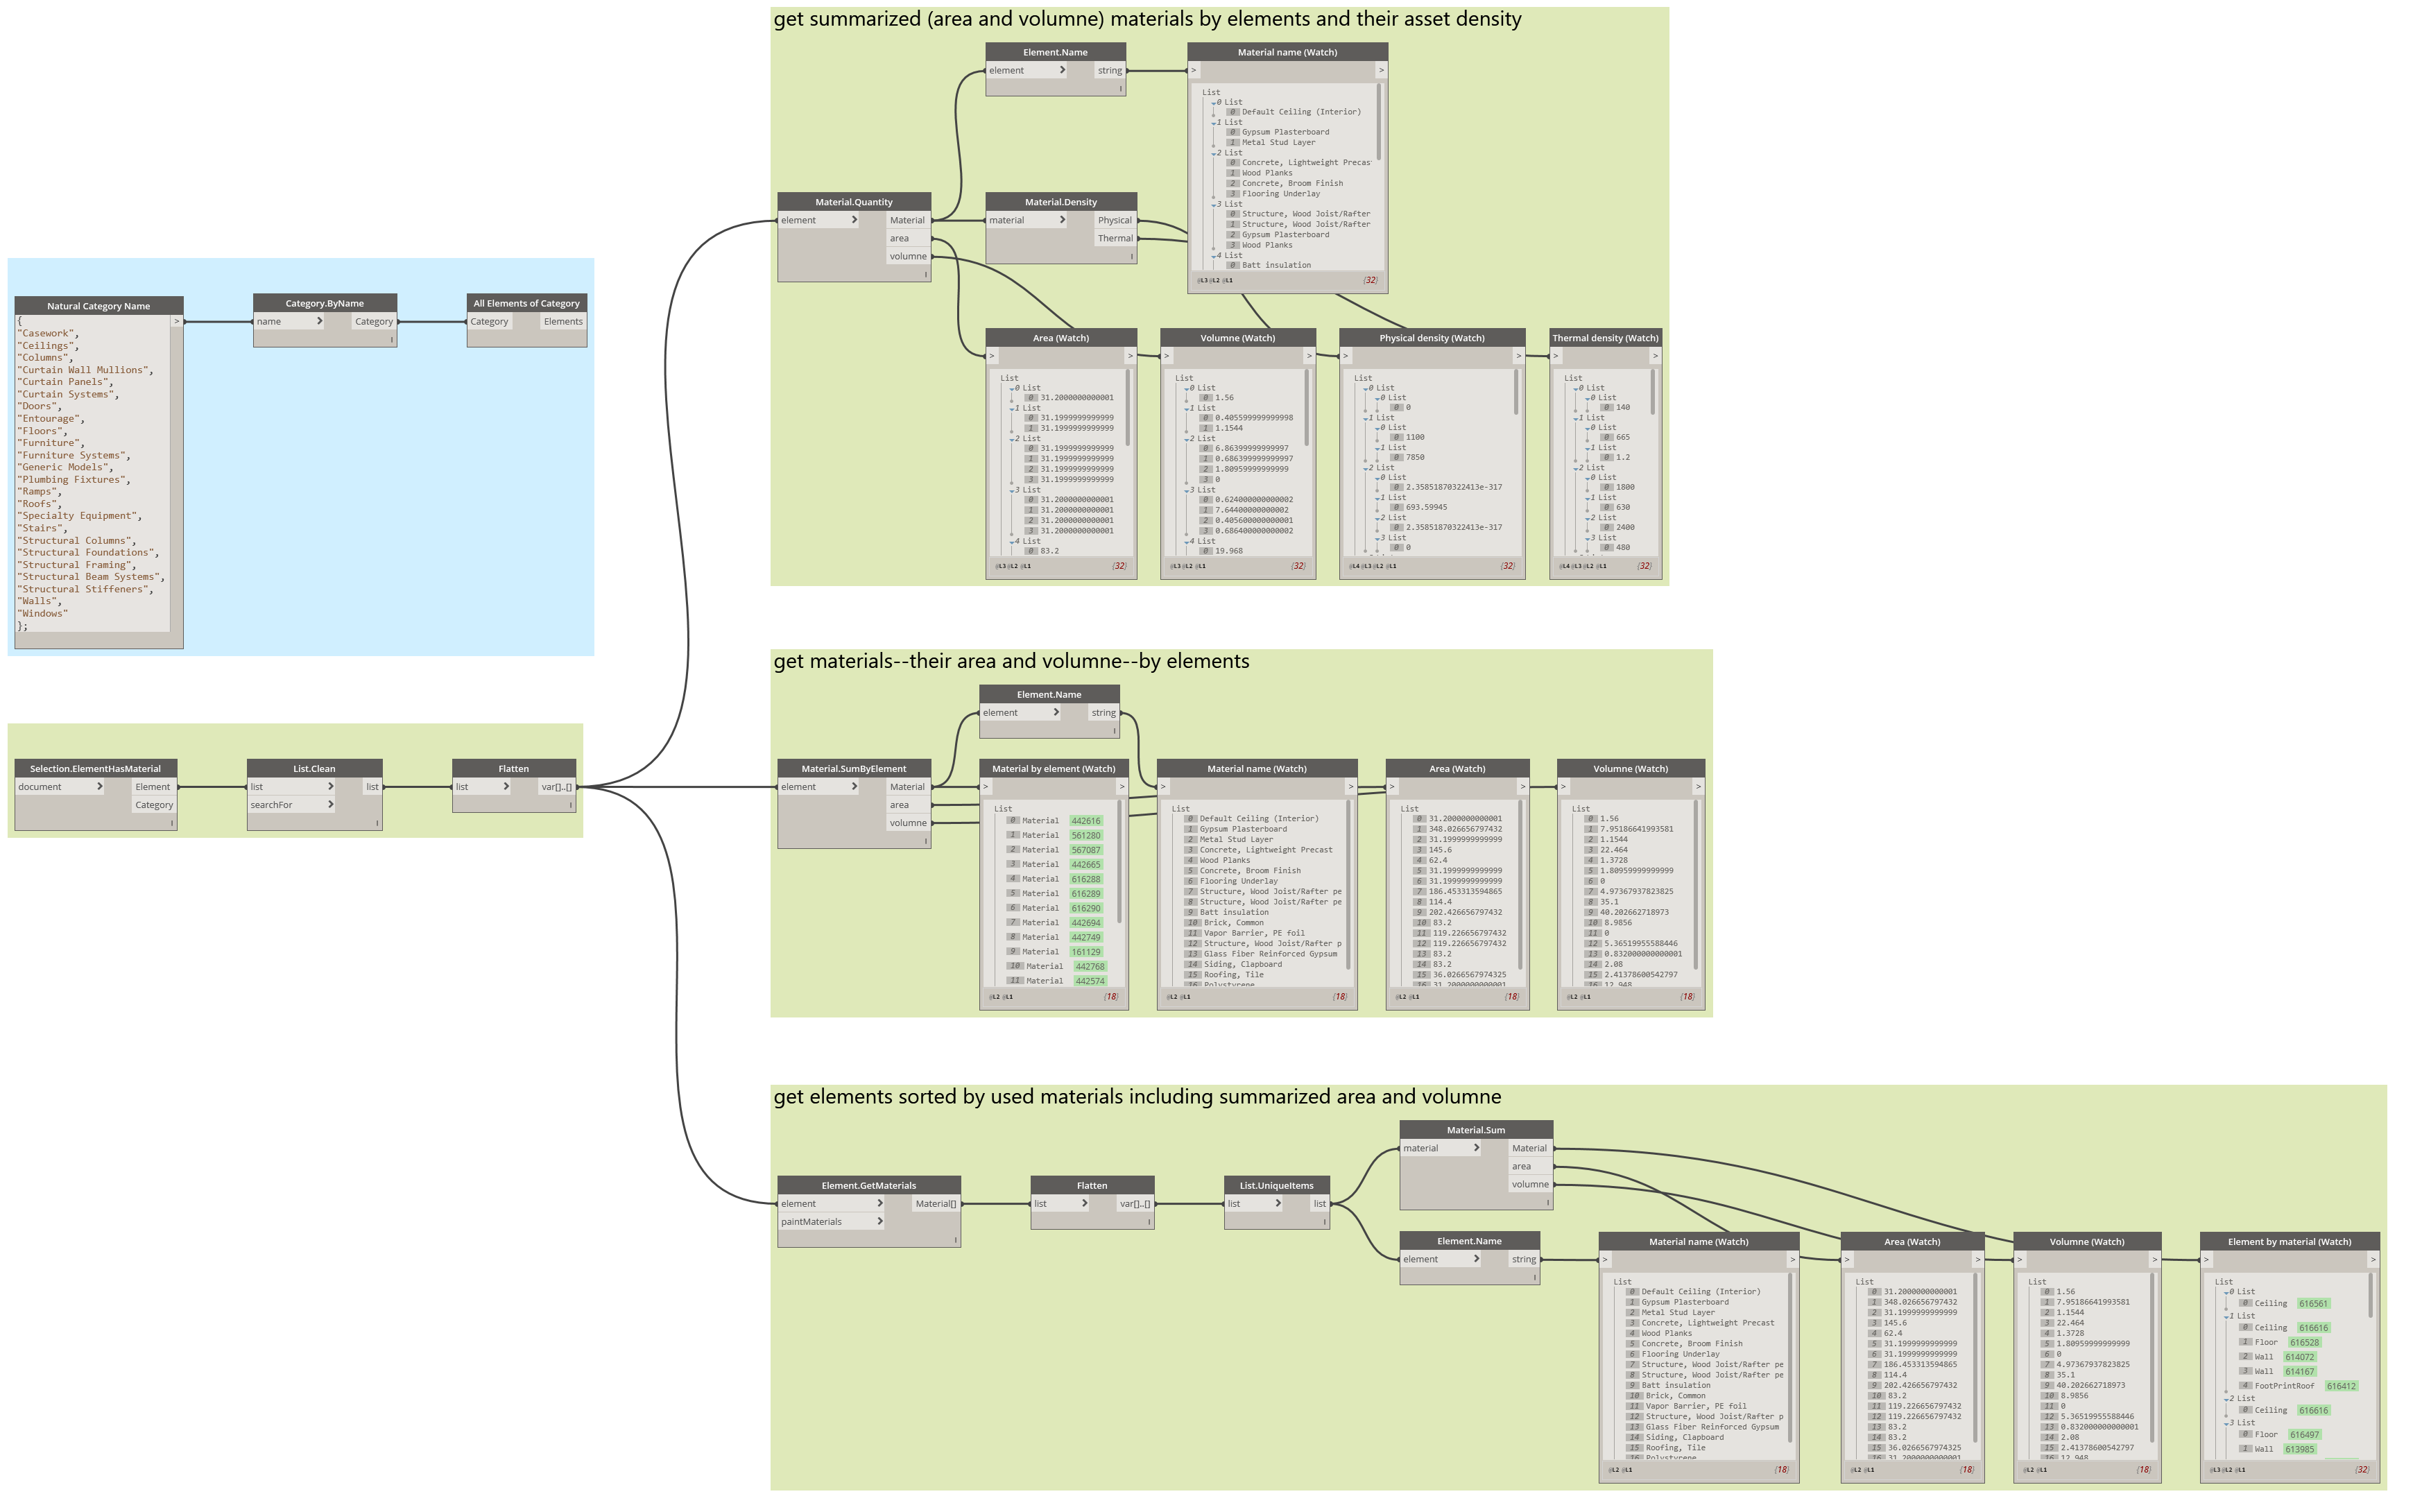 get summarized (area and volumne) materials by elements and their asset density
Element.Name
element
string
Material name (Watch)
>
>
List
0 List
0 Default Ceiling (Interior)
1 List
0 Gypsum Plasterboard
1 Metal Stud Layer
2 List
0 Concrete, Lightweight Precas
1 Wood Planks
2 Concrete, Broom Finish
3 Flooring Underlay
3 List
0 Structure, Wood Joist/Rafter
1 Structure, Wood Joist/Rafter
2 Gypsum Plasterboard
3 Wood Planks
4 List
0 Batt insulation
@L3 @L2 @L1
{32}
Material.Quantity
element
Material
area
volumne
Material.Density
material
Physical
Thermal
Area (Watch)
>
>
List
0 List
0 31.2000000000001
1 List
0 31.1999999999999
1 31.1999999999999
2 List
0 31.1999999999999
1 31.1999999999999
2 31.1999999999999
3 31.1999999999999
3 List
0 31.2000000000001
1 31.2000000000001
2 31.2000000000001
3 31.2000000000001
4 List
0 83.2
@L3 @L2 @L1
{32}
Volumne (Watch)
>
>
List
0 List
0 1.56
1 List
0 0.405599999999998
1 1.1544
2 List
0 6.86399999999997
1 0.686399999999997
2 1.80959999999999
3 0
3 List
0 0.624000000000002
1 7.64400000000002
2 0.405600000000001
3 0.686400000000002
4 List
0 19.968
@L3 @L2 @L1
{32}
Physical density (Watch)
>
>
List
0 List
0 List
0 0
1 List
0 List
0 1100
1 List
0 7850
2 List
0 List
0 2.35851870322413e-317
1 List
0 693.59945
2 List
0 2.35851870322413e-317
3 List
0 0
@L4 @L3 @L2 @L1
{32}
Thermal density (Watch)
>
>
List
0 List
0 List
0 140
1 List
0 List
0 665
1 List
0 1.2
2 List
0 List
0 1800
1 List
0 630
2 List
0 2400
3 List
0 480
@L4 @L3 @L2 @L1
{32}
Natural Category Name
>
{
"Casework",
"Ceilings",
"Columns",
"Curtain Wall Mullions",
"Curtain Panels",
"Curtain Systems",
"Doors",
"Entourage",
"Floors",
"Furniture",
"Furniture Systems",
"Generic Models",
"Plumbing Fixtures",
"Ramps",
"Roofs",
"Specialty Equipment",
"Stairs",
"Structural Columns",
"Structural Foundations",
"Structural Framing",
"Structural Beam Systems",
"Structural Stiffeners",
"Walls",
"Windows"
};
Category.ByName
name
Category
All Elements of Category
Category
Elements
Selection.ElementHasMaterial
document
Element
Category
List.Clean
list
list
searchFor
Flatten
list
var[]..[]
get materials--their area and volumne--by elements
Element.Name
element
string
Material.SumByElement
element
Material
area
volumne
Material by element (Watch)
>
>
List
0 Material 442616
1 Material 561280
2 Material 567087
3 Material 442665
4 Material 616288
5 Material 616289
6 Material 616290
7 Material 442694
8 Material 442749
9 Material 161129
10 Material 442768
11 Material 442574
@L2 @L1
{18}
Material name (Watch)
>
>
List
0 Default Ceiling (Interior)
1 Gypsum Plasterboard
2 Metal Stud Layer
3 Concrete, Lightweight Precast
4 Wood Planks
5 Concrete, Broom Finish
6 Flooring Underlay
7 Structure, Wood Joist/Rafter pe
8 Structure, Wood Joist/Rafter pe
9 Batt insulation
10 Brick, Common
11 Vapor Barrier, PE foil
12 Structure, Wood Joist/Rafter p
13 Glass Fiber Reinforced Gypsum
14 Siding, Clapboard
15 Roofing, Tile
16 Polystyrene
@L2 @L1
{18}
Area (Watch)
>
>
List
0 31.2000000000001
1 348.026656797432
2 31.1999999999999
3 145.6
4 62.4
5 31.1999999999999
6 31.1999999999999
7 186.453313594865
8 114.4
9 202.426656797432
10 83.2
11 119.226656797432
12 119.226656797432
13 83.2
14 83.2
15 36.0266567974325
16 31.2000000000001
@L2 @L1
{18}
Volumne (Watch)
>
>
List
0 1.56
1 7.95186641993581
2 1.1544
3 22.464
4 1.3728
5 1.80959999999999
6 0
7 4.97367937823825
8 35.1
9 40.202662718973
10 8.9856
11 0
12 5.36519955588446
13 0.832000000000001
14 2.08
15 2.41378600542797
16 12.948
@L2 @L1
{18}
get elements sorted by used materials including summarized area and volumne
Element.GetMaterials
element
Material[]
paintMaterials
Flatten
list
var[]..[]
List.UniqueItems
list
list
Material.Sum
material
Material
area
volumne
Element.Name
element
string
Material name (Watch)
>
>
List
0 Default Ceiling (Interior)
1 Gypsum Plasterboard
2 Metal Stud Layer
3 Concrete, Lightweight Precast
4 Wood Planks
5 Concrete, Broom Finish
6 Flooring Underlay
7 Structure, Wood Joist/Rafter pe
8 Structure, Wood Joist/Rafter pe
9 Batt insulation
10 Brick, Common
11 Vapor Barrier, PE foil
12 Structure, Wood Joist/Rafter p
13 Glass Fiber Reinforced Gypsum
14 Siding, Clapboard
15 Roofing, Tile
16 Polystyrene
@L2 @L1
{18}
Area (Watch)
>
>
List
0 31.2000000000001
1 348.026656797432
2 31.1999999999999
3 145.6
4 62.4
5 31.1999999999999
6 31.1999999999999
7 186.453313594865
8 114.4
9 202.426656797432
10 83.2
11 119.226656797432
12 119.226656797432
13 83.2
14 83.2
15 36.0266567974325
16 31.2000000000001
@L2 @L1
{18}
Volumne (Watch)
>
>
List
0 1.56
1 7.95186641993581
2 1.1544
3 22.464
4 1.3728
5 1.80959999999999
6 0
7 4.97367937823825
8 35.1
9 40.202662718973
10 8.9856
11 0
12 5.36519955588446
13 0.832000000000001
14 2.08
15 2.41378600542797
16 12.948
@L2 @L1
{18}
Element by material (Watch)
>
>
List
0 List
0 Ceiling 616561
1 List
0 Ceiling 616616
1 Floor 616528
2 Wall 614072
3 Wall 614167
4 FootPrintRoof 616412
2 List
0 Ceiling 616616
3 List
0 Floor 616497
1 Wall 613985
@L3 @L2 @L1
{32}